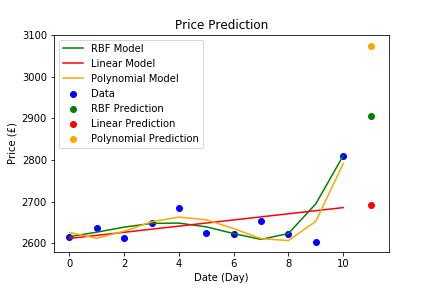 Price Prediction
3100
3000
2900
2800
2700
2600
Price (£)
RBF Model
Linear Model
Polynomial Model
Data
RBF Prediction
Linear Prediction
Polynomial Prediction
0
2
4
6
8
10
Date (Day)